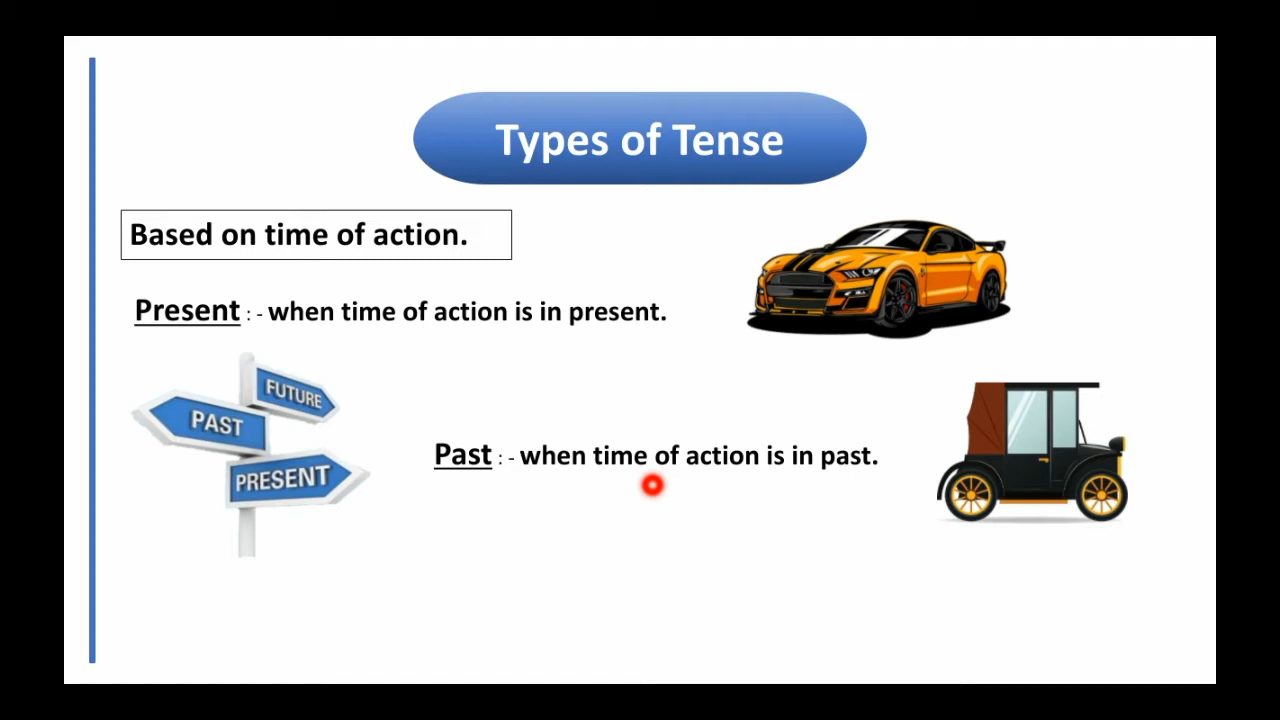 Types of Tense
Based on time of action.
Present : - when time of action is in present.
FUTURE
PAST
PRESENT
Past : - when time of action is in past.